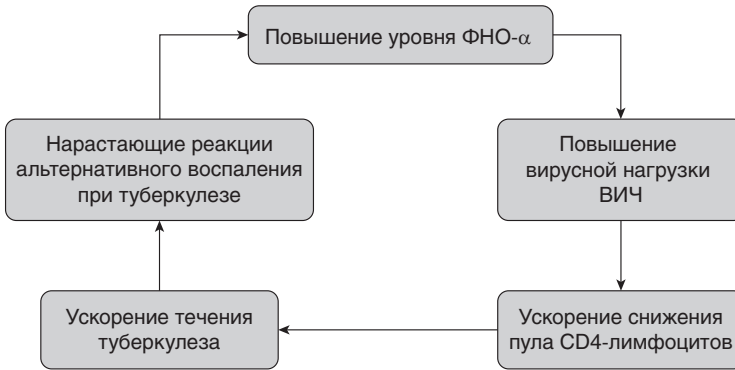 Повышение уровня ФНО-α
Нарастающие реакции
альтернативного воспаления
при туберкулезе
Повышение
вирусной нагрузки
ВИЧ
Ускорение течения
туберкулеза
Ускорение снижения
пула CD4-лимфоцитов